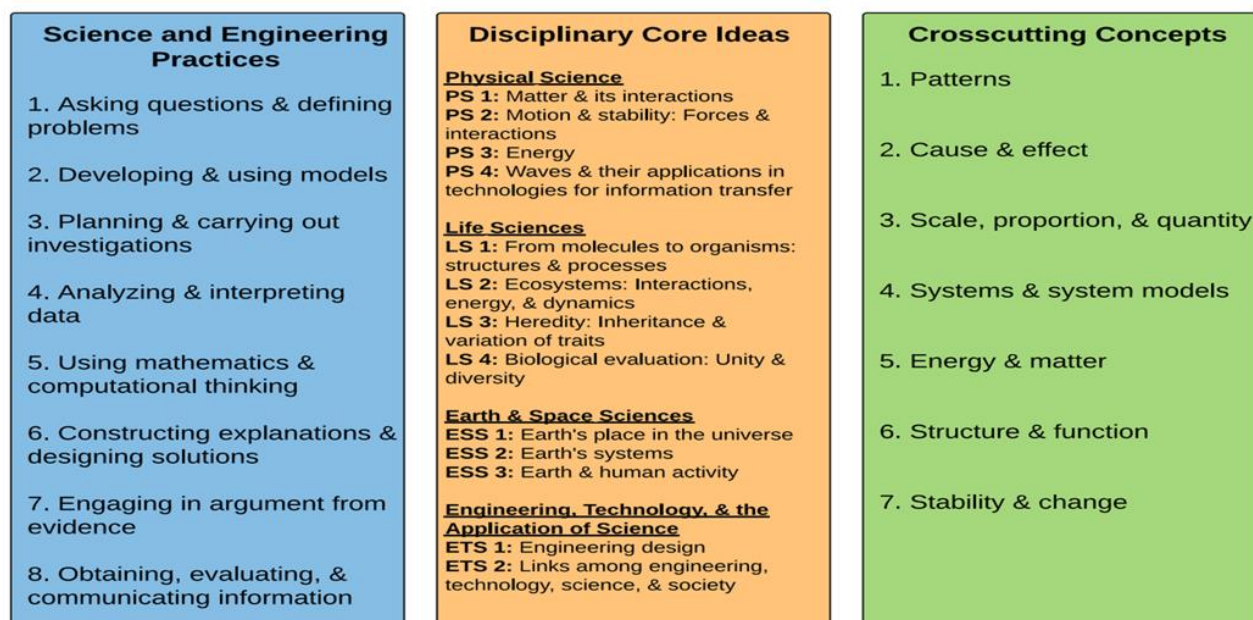 Science and Engineering
Practices
1. Asking questions & defining
problems
2. Developing & using models
3. Planning & carrying out
investigations
4. Analyzing & interpreting
data
5. Using mathematics &
computational thinking
6. Constructing explanations &
designing solutions
7. Engaging in argument from
evidence
8. Obtaining, evaluating, &
communicating information
Disciplinary Core Ideas
Physical Science
PS 1: Matter & its interactions
PS 2: Motion & stability: Forces &
interactions
PS 3: Energy
PS 4: Waves & their applications in
technologies for information transfer
Life Sciences
LS 1: From molecules to organisms:
structures & processes
LS 2: Ecosystems: Interactions,
energy, & dynamics
LS 3: Heredity: Inheritance &
variation of traits
LS 4: Biological evaluation: Unity &
diversity
Earth & Space Sciences
ESS 1: Earth's place in the universe
ESS 2: Earth's systems
ESS 3: Earth & human activity
Engineering, Technology, & the
Application of Science
ETS 1: Engineering design
ETS 2: Links among engineering,
technology, science, & society
Crosscutting Concepts
1. Patterns
2. Cause & effect
3. Scale, proportion, & quantity
4. Systems & system models
5. Energy & matter
6. Structure & function
7. Stability & change